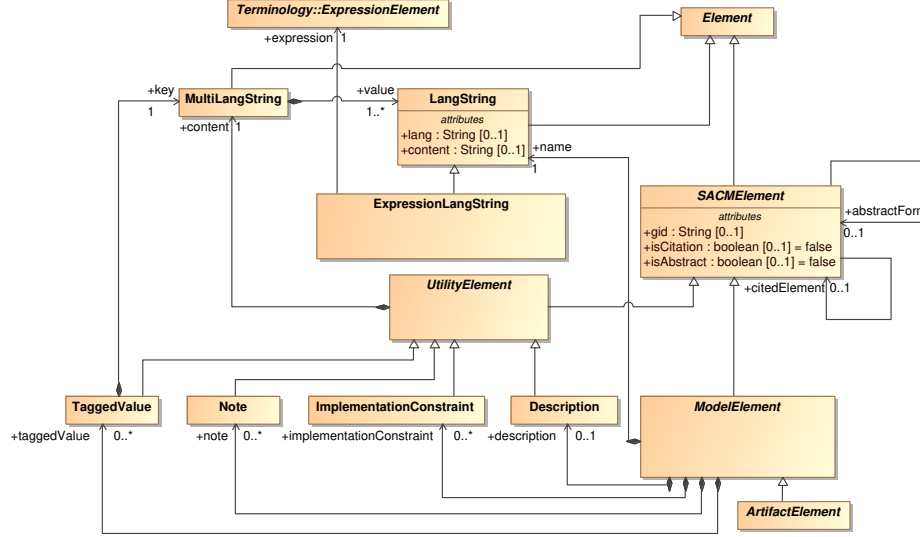 Terminology::ExpressionElement
Element
+expression 1
+key
1
MultiLangString
+content 1
+value
1..*
LangString
attributes
+lang : String [0..1]
+content : String [0..1]
+name
1
ExpressionLangString
SACMElement
attributes
+gid : String [0..1]
+isCitation : boolean [0..1] = false
+isAbstract : boolean [0..1] = false
+abstractForm
0..1
+citedElement 0..1
UtilityElement
TaggedValue
Note
ImplementationConstraint
Description
ModelElement
+taggedValue 0..*
+note 0..*
+implementationConstraint 0..*
+description 0..1
ArtifactElement